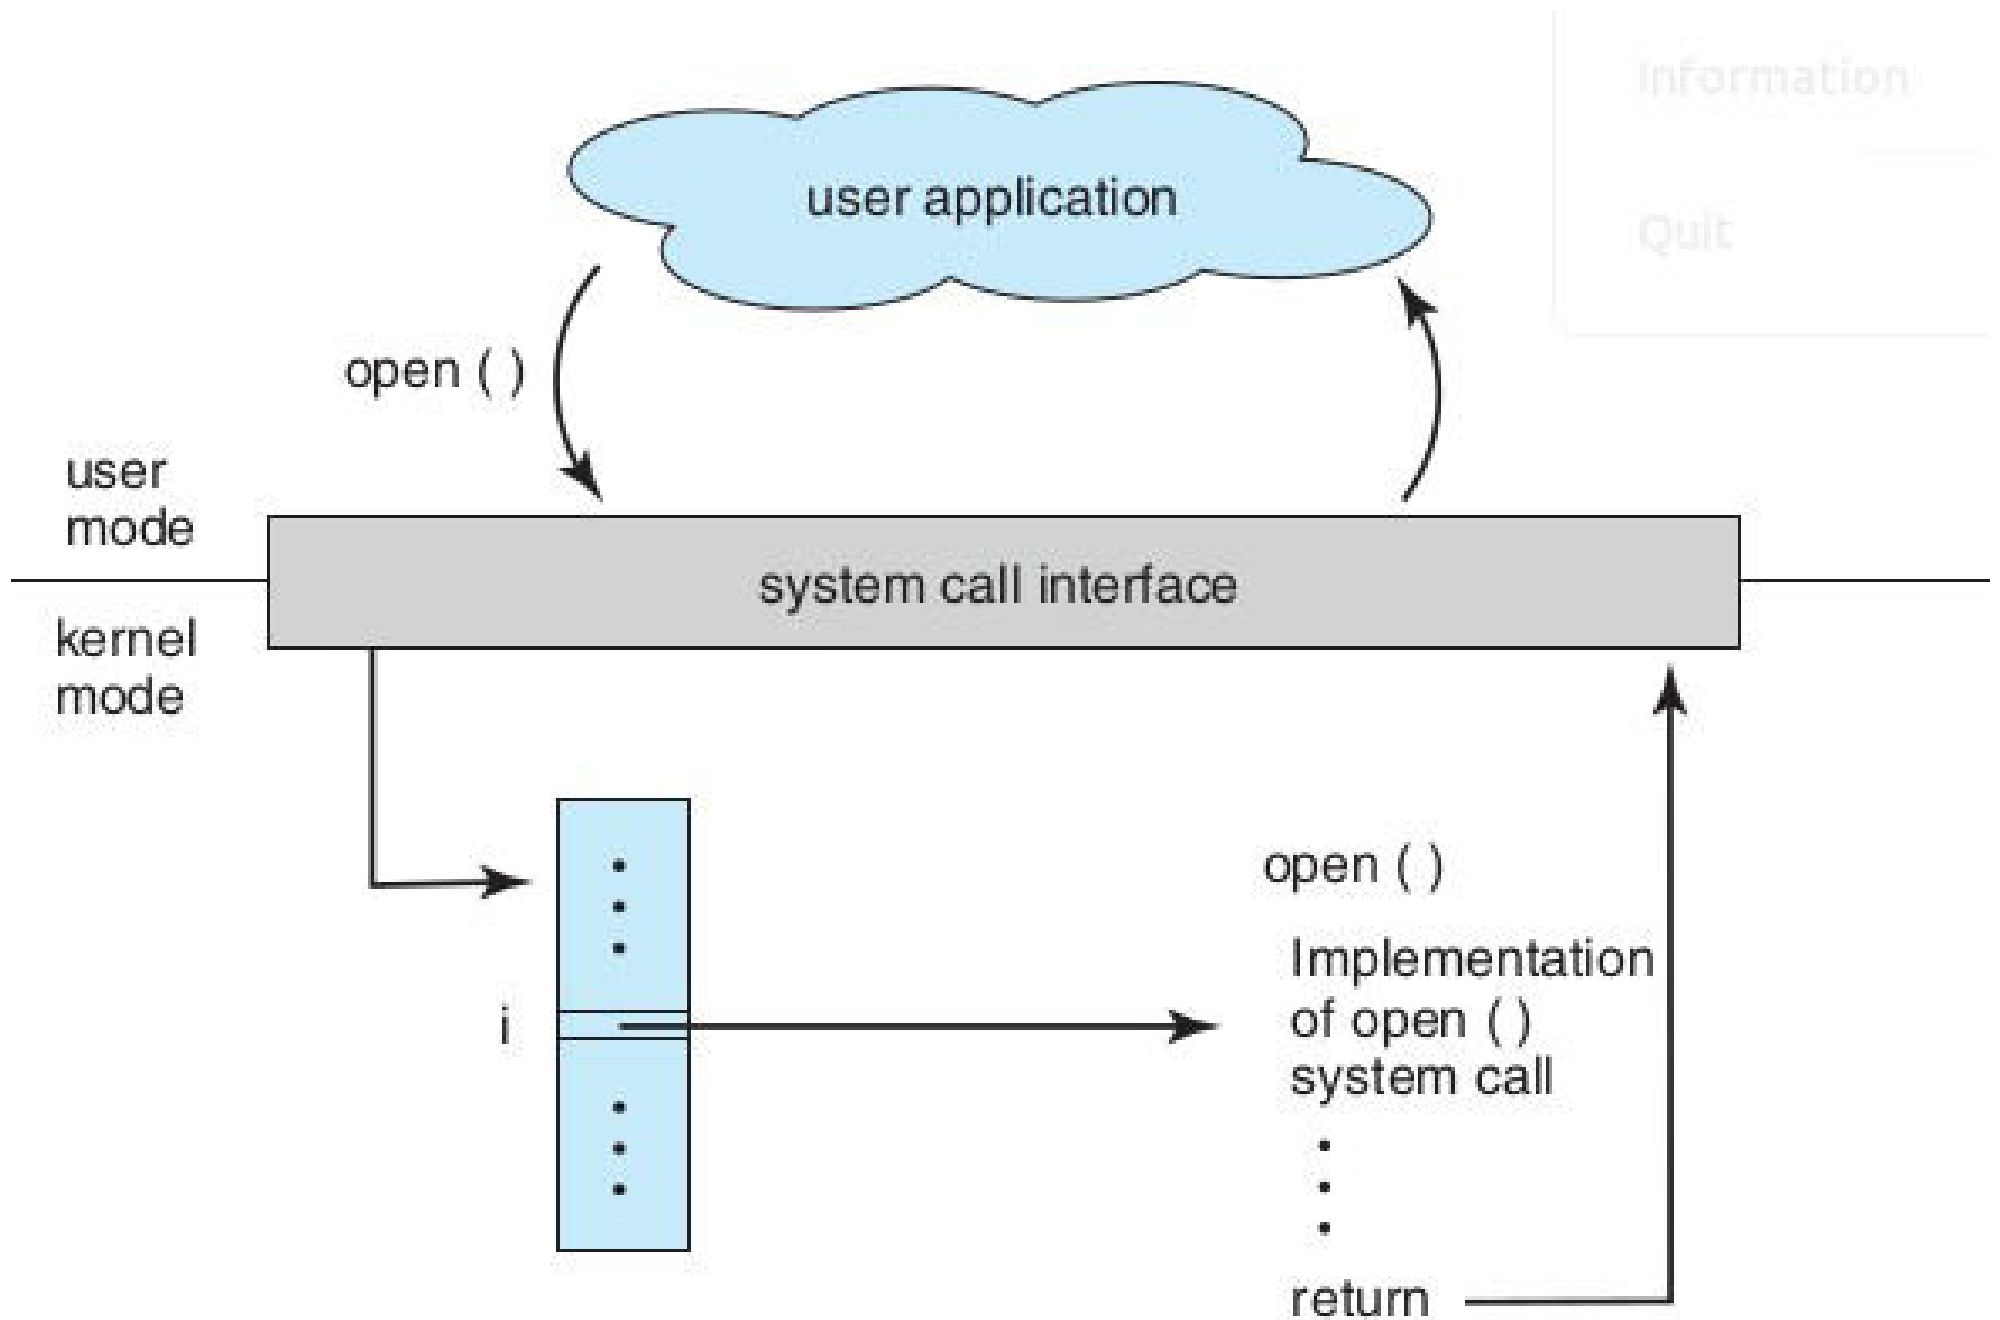 Information
Quit
user application
open ( )
user
mode
system call interface
kernel
mode
open ( )
Implementation
of open ( )
system call
i
return